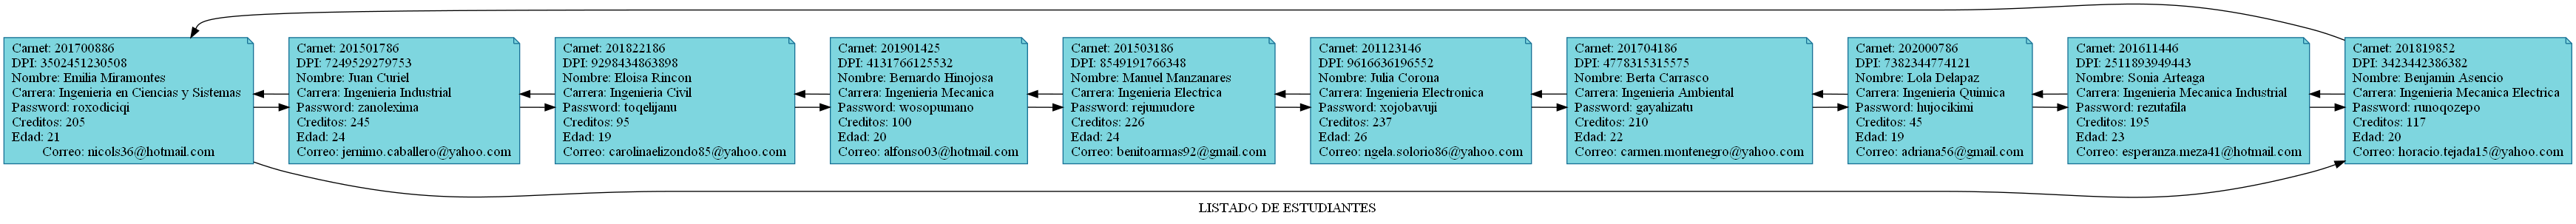 Carnet: 201700886
DPI: 3502451230508
Nombre: Emilia Miramontes
Carrera: Ingenieria en Ciencias y Sistemas
Password: roxodiciqi
Creditos: 205
Edad: 21
Correo: nicols36@hotmail.com
Carnet: 201501786
DPI: 7249529279753
Nombre: Juan Curiel
Carrera: Ingenieria Industrial
Password: zanolexima
Creditos: 245
Edad: 24
Correo: jernimo.caballero@yahoo.com
Carnet: 201822186
DPI: 9298434863898
Nombre: Eloisa Rincon
Carrera: Ingenieria Civil
Password: toqelijanu
Creditos: 95
Edad: 19
Correo: carolinaelizondo85@yahoo.com
Carnet: 201901425
DPI: 4131766125532
Nombre: Bernardo Hinojosa
Carrera: Ingenieria Mecanica
Password: wosopumano
Creditos: 100
Edad: 20
Correo: alfonso03@hotmail.com
Carnet: 201503186
DPI: 8549191766348
Nombre: Manuel Manzanares
Carrera: Ingenieria Electrica
Password: rejumudore
Creditos: 226
Edad: 24
Correo: benitoarmas92@gmail.com
Carnet: 201123146
DPI: 9616636196552
Nombre: Julia Corona
Carrera: Ingenieria Electronica
Password: xojobavuji
Creditos: 237
Edad: 26
Correo: ngela.solorio86@yahoo.com
Carnet: 201704186
DPI: 4778315315575
Nombre: Berta Carrasco
Carrera: Ingenieria Ambiental
Password: gayahizatu
Creditos: 210
Edad: 22
Correo: carmen.montenegro@yahoo.com
Carnet: 202000786
DPI: 7382344774121
Nombre: Lola Delapaz
Carrera: Ingenieria Quimica
Password: hujocikini
Creditos: 45
Edad: 19
Correo: adriana56@gmail.com
Carnet: 201611446
DPI: 2511893949443
Nombre: Sonia Arteaga
Carrera: Ingenieria Mecanica Industrial
Password: rezutafila
Creditos: 195
Edad: 23
Correo: esperanza.meza41@hotmail.com
Carnet: 201819852
DPI: 3423442386382
Nombre: Benjamin Asencio
Carrera: Ingenieria Mecanica Electrica
Password: runoqozepo
Creditos: 117
Edad: 20
Correo: horacio.tejada15@yahoo.com
LISTADO DE ESTUDIANTES